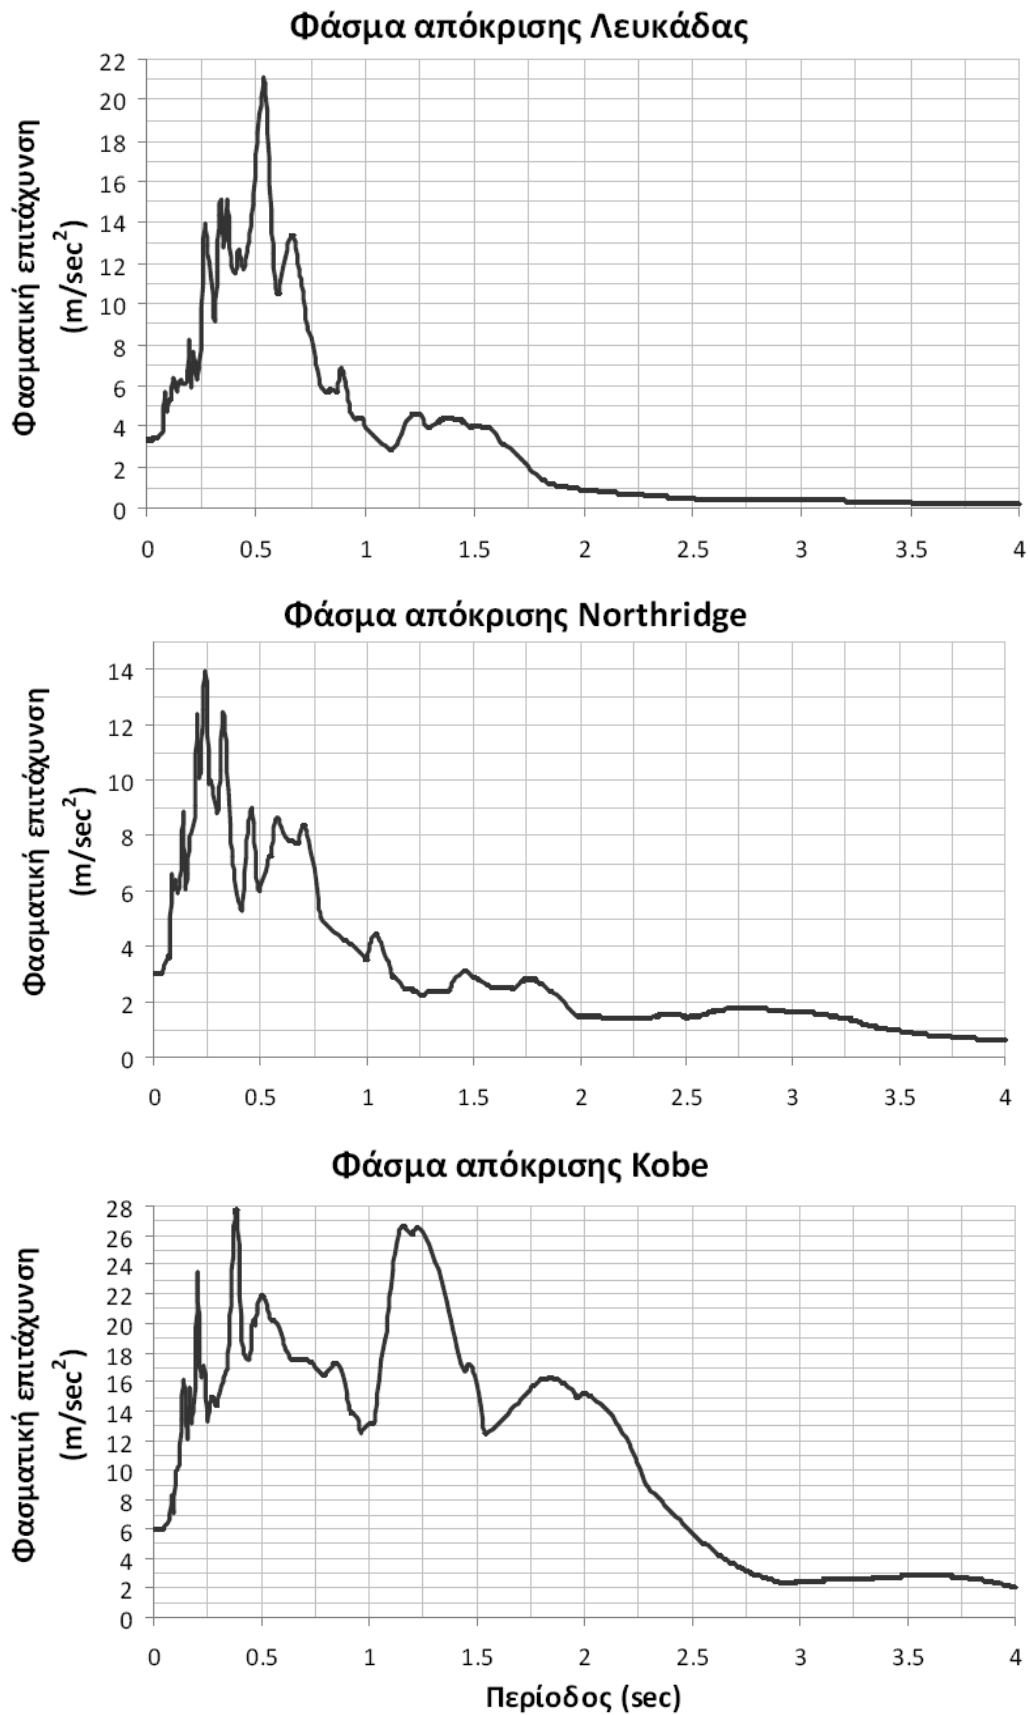 Φάσμα απόκρισης Λευκάδας
Φασματική επιτάχυνση
(m/sec²)
22
20
18
16
14
12
10
8
6
4
2
0
0 0.5 1 1.5 2 2.5 3 3.5 4
Φάσμα απόκρισης Northridge
Φασματική επιτάχυνση
(m/sec²)
14
12
10
8
6
4
2
0
0 0.5 1 1.5 2 2.5 3 3.5 4
Φάσμα απόκρισης Kobe
Φασματική επιτάχυνση
(m/sec²)
28
26
24
22
20
18
16
14
12
10
8
6
4
2
0
0 0.5 1 1.5 2 2.5 3 3.5 4
Περίοδος (sec)